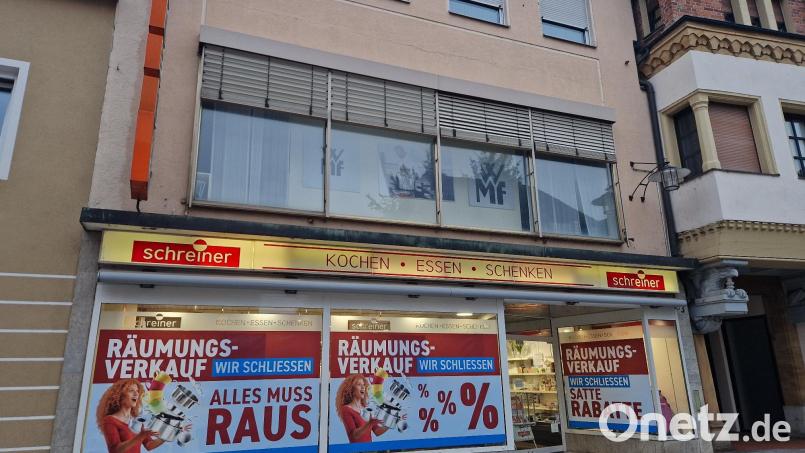 WMF
WMF
schreiner
KOCHEN • ESSEN • SCHENKEN
schreiner
schreiner
KOCHEN•ESSEN•SCHENKEN
RÄUMUNGS-
VERKAUF
WIR SCHLIESSEN
ALLES MUSS
RAUS
schreiner
KOCHEN•ESSEN•SCHENKEN
RÄUMUNGS-
VERKAUF
WIR SCHLIESSEN
% % % %
RÄUMUNGS-
VERKAUF
WIR SCHLIESSEN
SATTE
RABATTE
Onetz.de